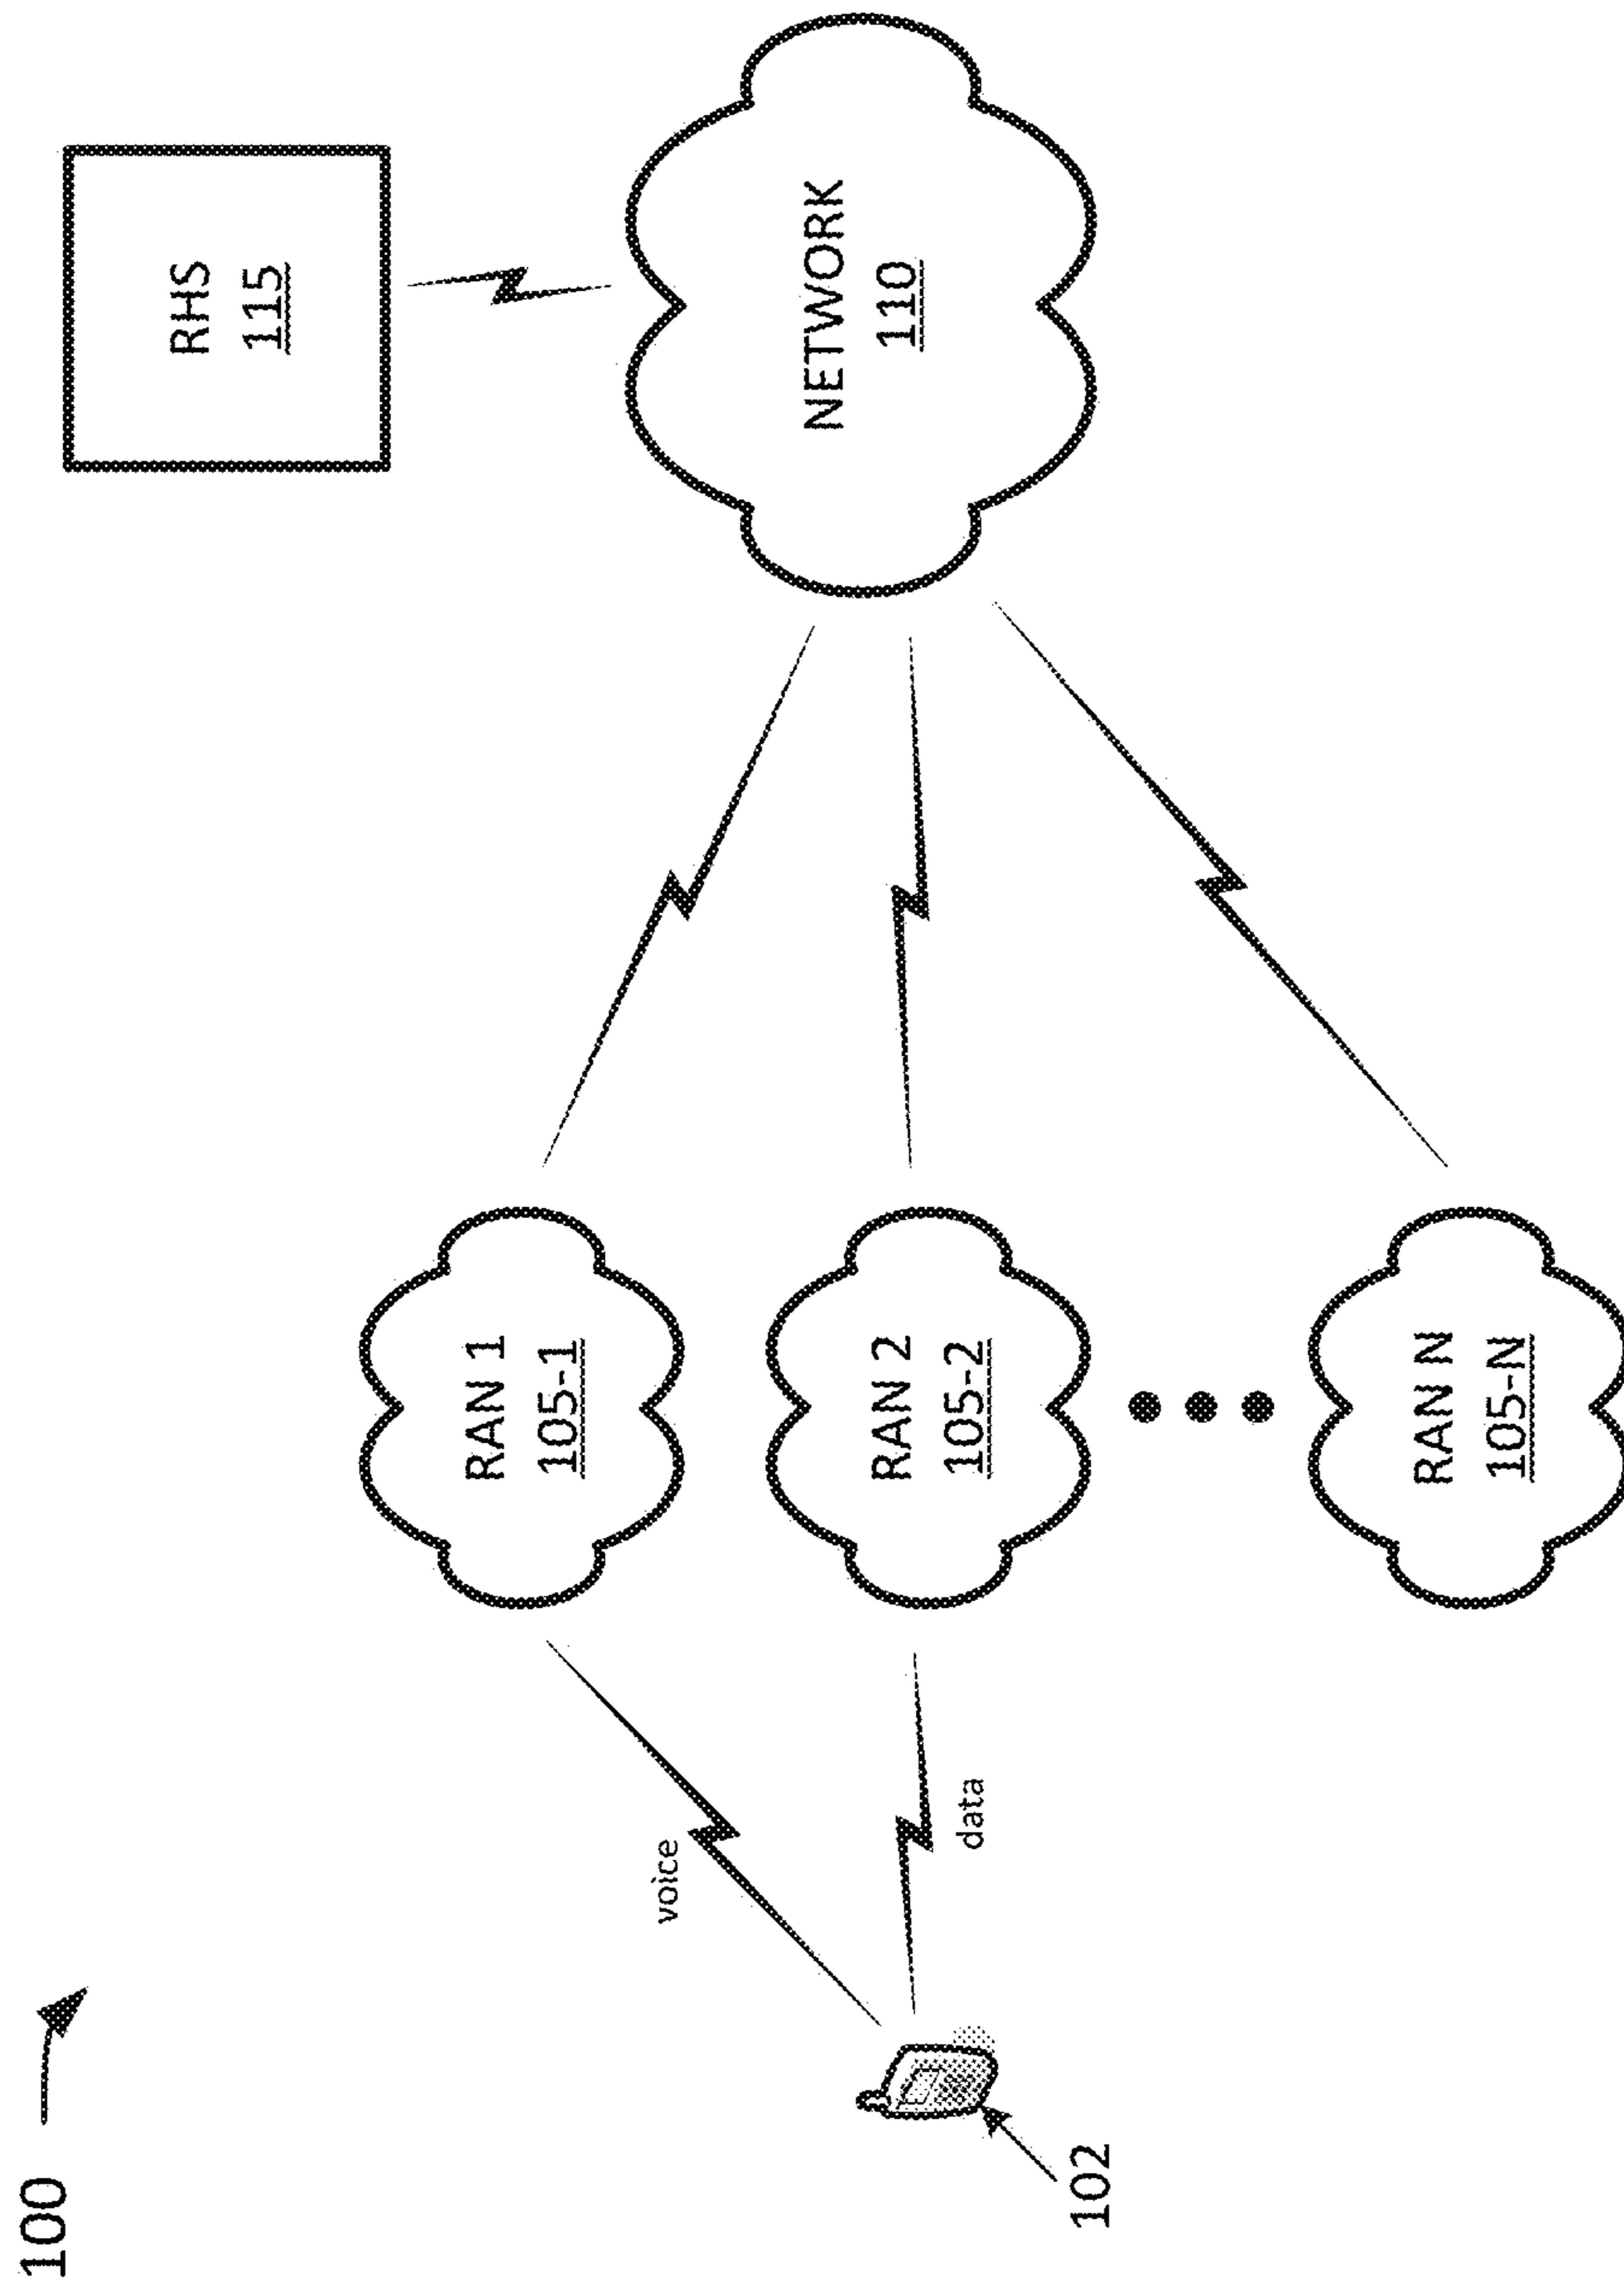 100
RHS
115
NETWORK
110
RAN 1
105-1
RAN 2
105-2
RAN N
105-N
voice
data
102